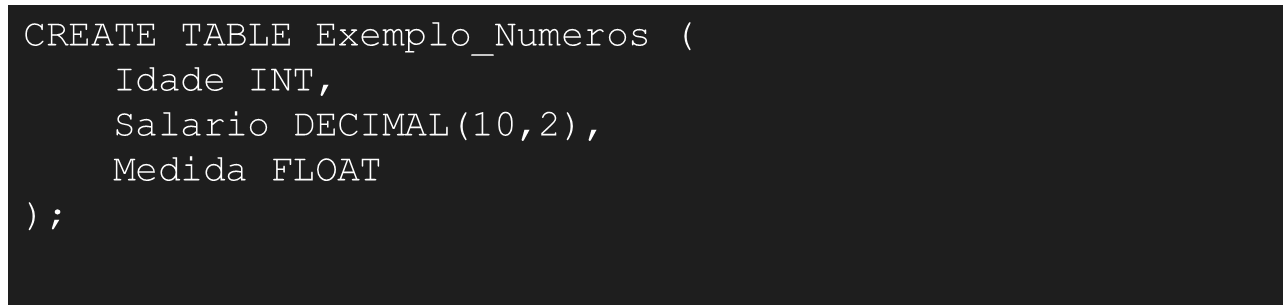 CREATE TABLE Exemplo_Numeros (
    Idade INT,
    Salario DECIMAL(10,2),
    Medida FLOAT
);